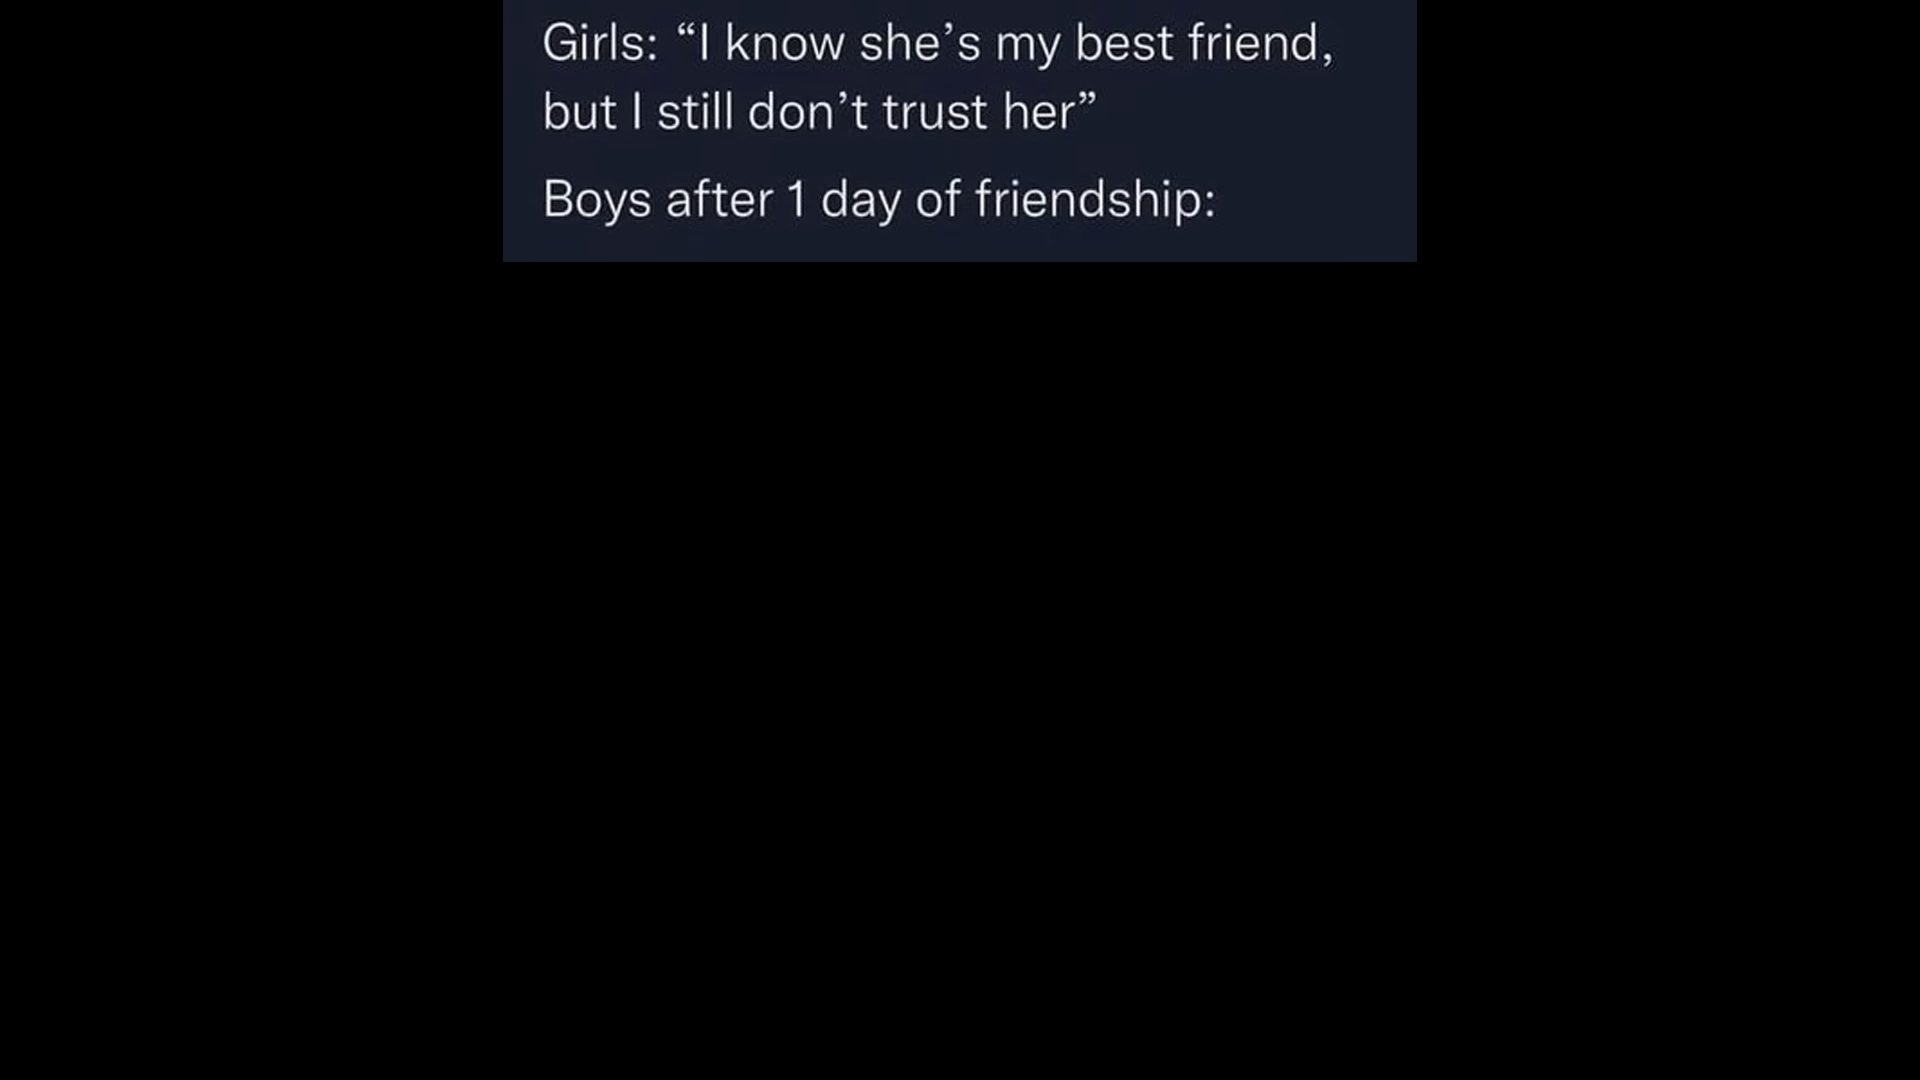 Girls: “I know she’s my best friend,
but I still don’t trust her”
Boys after 1 day of friendship: